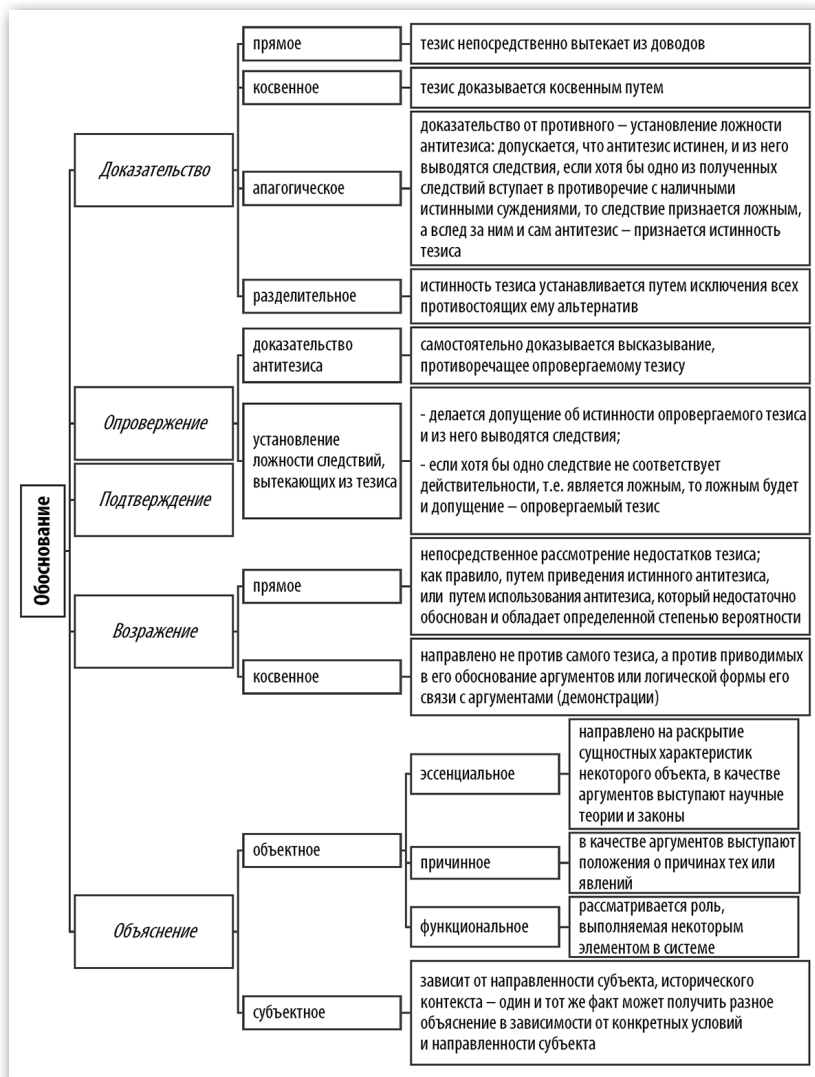 Обоснование
Доказательство
прямое
тезис непосредственно вытекает из доводов
косвенное
тезис доказывается косвенным путем
апагогическое
доказательство от противного – установление ложности
антитезиса: допускается, что антитезис истинен, и из него
выводятся следствия, если хотя бы одно из полученных
следствий вступает в противоречие с наличными
истинными суждениями, то следствие признается ложным,
а вслед за ним и сам антитезис – признается истинность
тезиса
разделительное
истинность тезиса устанавливается путем исключения всех
противостоящих ему альтернатив
Опровержение
доказательство
антитезиса
самостоятельно доказывается высказывание,
противоречащее опровергаемому тезису
установление
ложности следствий,
вытекающих из тезиса
- делается допущение об истинности опровергаемого тезиса
и из него выводятся следствия;
- если хотя бы одно следствие не соответствует
действительности, т.е. является ложным, то ложным будет
и допущение – опровергаемый тезис
Подтверждение
Возражение
прямое
непосредственное рассмотрение недостатков тезиса;
как правило, путем приведения истинного антитезиса,
или путем использования антитезиса, который недостаточно
обоснован и обладает определенной степенью вероятности
косвенное
направлено не против самого тезиса, а против приводимых
в его обоснование аргументов или логической формы его
связи с аргументами (демонстрации)
Объяснение
объектное
эссенциальное
направлено на раскрытие
сущностных характеристик
некоторого объекта, в качестве
аргументов выступают научные
теории и законы
причинное
в качестве аргументов выступают
положения о причинах тех или
явлений
функциональное
рассматривается роль,
выполняемая некоторым
элементом в системе
субъектное
зависит от направленности субъекта, исторического
контекста – один и тот же факт может получить разное
объяснение в зависимости от конкретных условий
и направленности субъекта